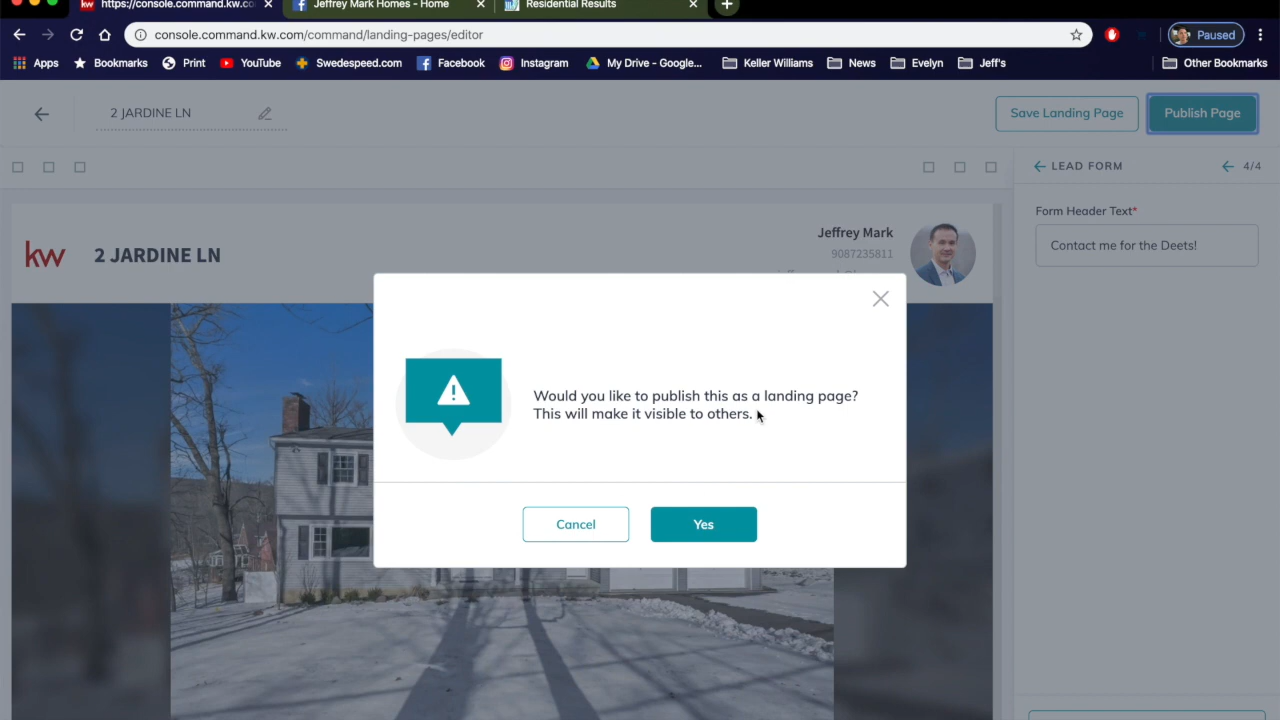 https://console.command.kw.co
Jeffrey Mark Homes - Home
Residential Results
console.command.kw.com/command/landing-pages/editor
Paused
Apps
Bookmarks
Print
YouTube
Swedespeed.com
Facebook
Instagram
My Drive - Google...
Keller Williams
News
Evelyn
Jeff's
Other Bookmarks
2 JARDINE LN
Save Landing Page
Publish Page
LEAD FORM
4/4
Form Header Text*
Contact me for the Deets!
kw
2 JARDINE LN
Jeffrey Mark
9087235811
Would you like to publish this as a landing page?
This will make it visible to others.
Cancel
Yes